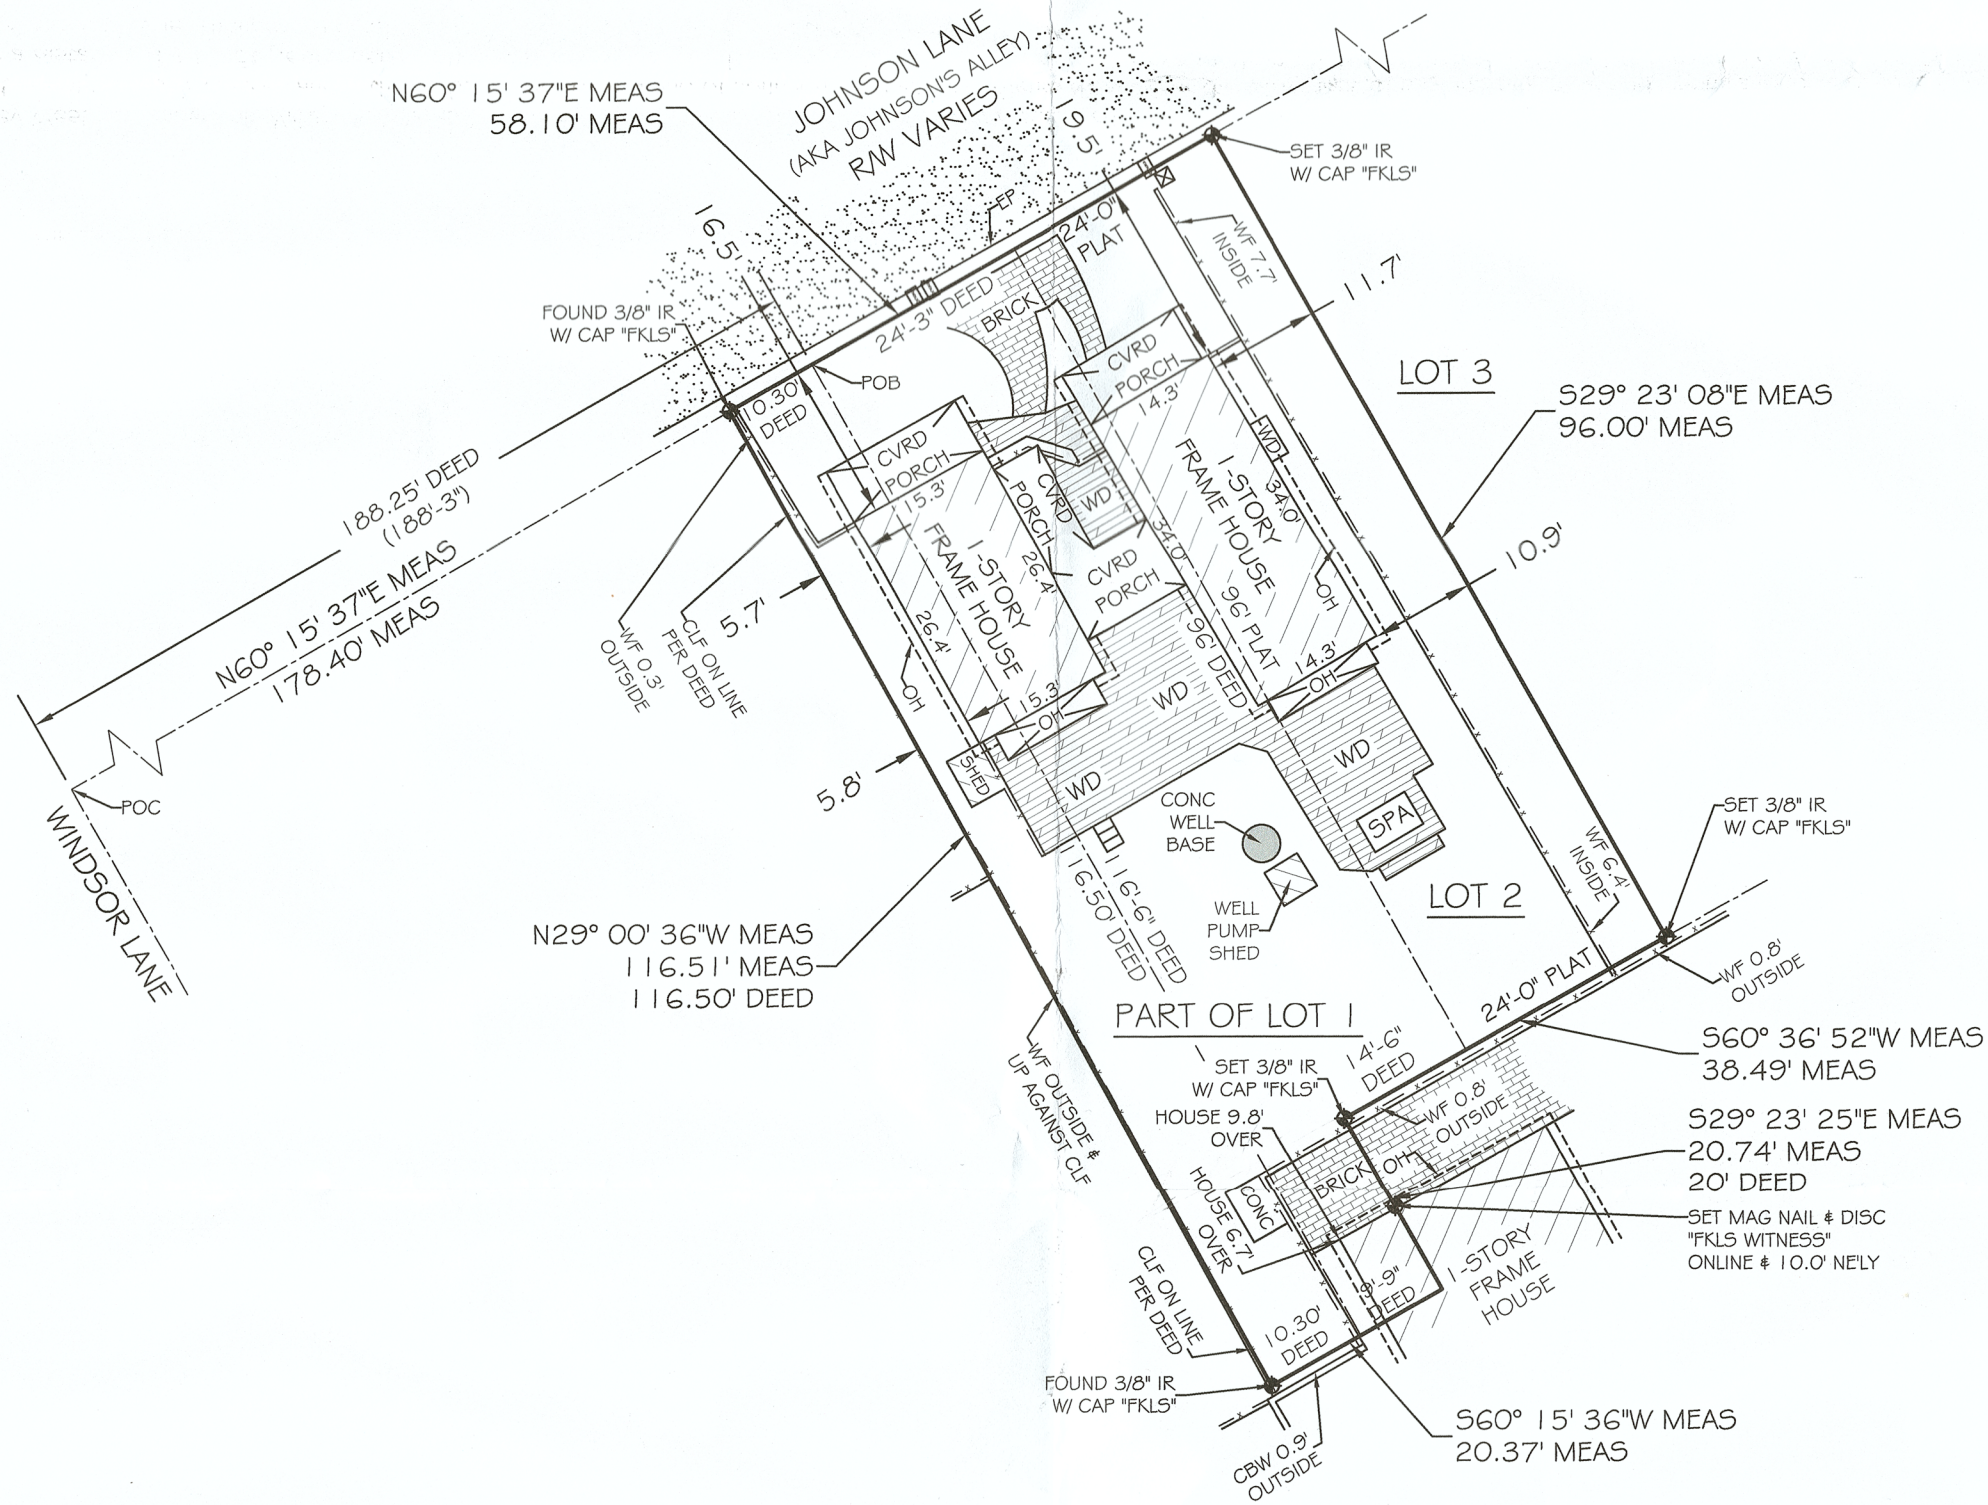 N60° 15' 37"E MEAS
58.10' MEAS
JOHNSON LANE
(AKA JOHNSON'S ALLEY)
R/W VARIES
19.5'
SET 3/8" IR
W/ CAP "FKLS"
EP
16.5'
24'-0"
PLAT
WF 7.7'
INSIDE
11.7'
FOUND 3/8" IR
W/ CAP "FKLS"
24'-3" DEED
BRICK
POB
10.30'
DEED
CVRD
PORCH
14.3'
LOT 3
S29° 23' 08"E MEAS
96.00' MEAS
188.25' DEED
(188'-3")
N60° 15' 37"E MEAS
178.40' MEAS
CVRD
PORCH
15.3'
1-STORY
FRAME HOUSE
26.4'
26.4'
15.3'
OH
CVRD
PORCH
WD
CVRD
PORCH
34.0'
1-STORY
FRAME HOUSE
WD
34.0'
OH
96' PLAT
96' DEED
14.3'
OH
10.9'
WF 0.3'
OUTSIDE
CLF ON LINE
PER DEED
5.7'
OH
5.8'
POC
WINDSOR LANE
SHED
WD
WD
WD
SPA
CONC
WELL
BASE
WELL
PUMP
SHED
116'-6" DEED
116.50' DEED
LOT 2
WF 6.4'
INSIDE
SET 3/8" IR
W/ CAP "FKLS"
N29° 00' 36"W MEAS
116.51' MEAS
116.50' DEED
PART OF LOT 1
24'-0" PLAT
WF 0.8'
OUTSIDE
S60° 36' 52"W MEAS
38.49' MEAS
14'-6"
DEED
SET 3/8" IR
W/ CAP "FKLS"
WF OUTSIDE &
UP AGAINST CLF
HOUSE 9.8'
OVER
WF 0.8'
OUTSIDE
S29° 23' 25"E MEAS
20.74' MEAS
20' DEED
BRICK
OH
CONC
HOUSE 6.7'
OVER
SET MAG NAIL & DISC
"FKLS WITNESS"
ONLINE & 10.0' NE'LY
1-STORY
FRAME
HOUSE
9'-9"
DEED
10.30'
DEED
CLF ON LINE
PER DEED
FOUND 3/8" IR
W/ CAP "FKLS"
CBW 0.9'
OUTSIDE
S60° 15' 36"W MEAS
20.37' MEAS